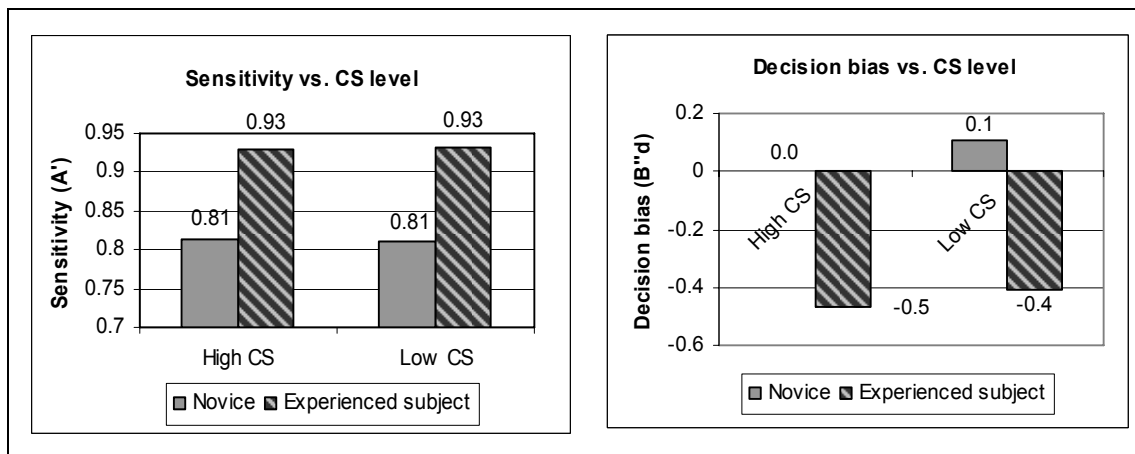 Sensitivity vs. CS level
Sensitivity (A')
0.95
0.9
0.85
0.8
0.75
0.7
0.81
0.93
0.81
0.93
High CS
Low CS
Novice
Experienced subject
Decision bias vs. CS level
Decision bias (B"d)
0.2
0
-0.2
-0.4
-0.6
0.0
-0.5
0.1
-0.4
High CS
Low CS
Novice
Experienced subject